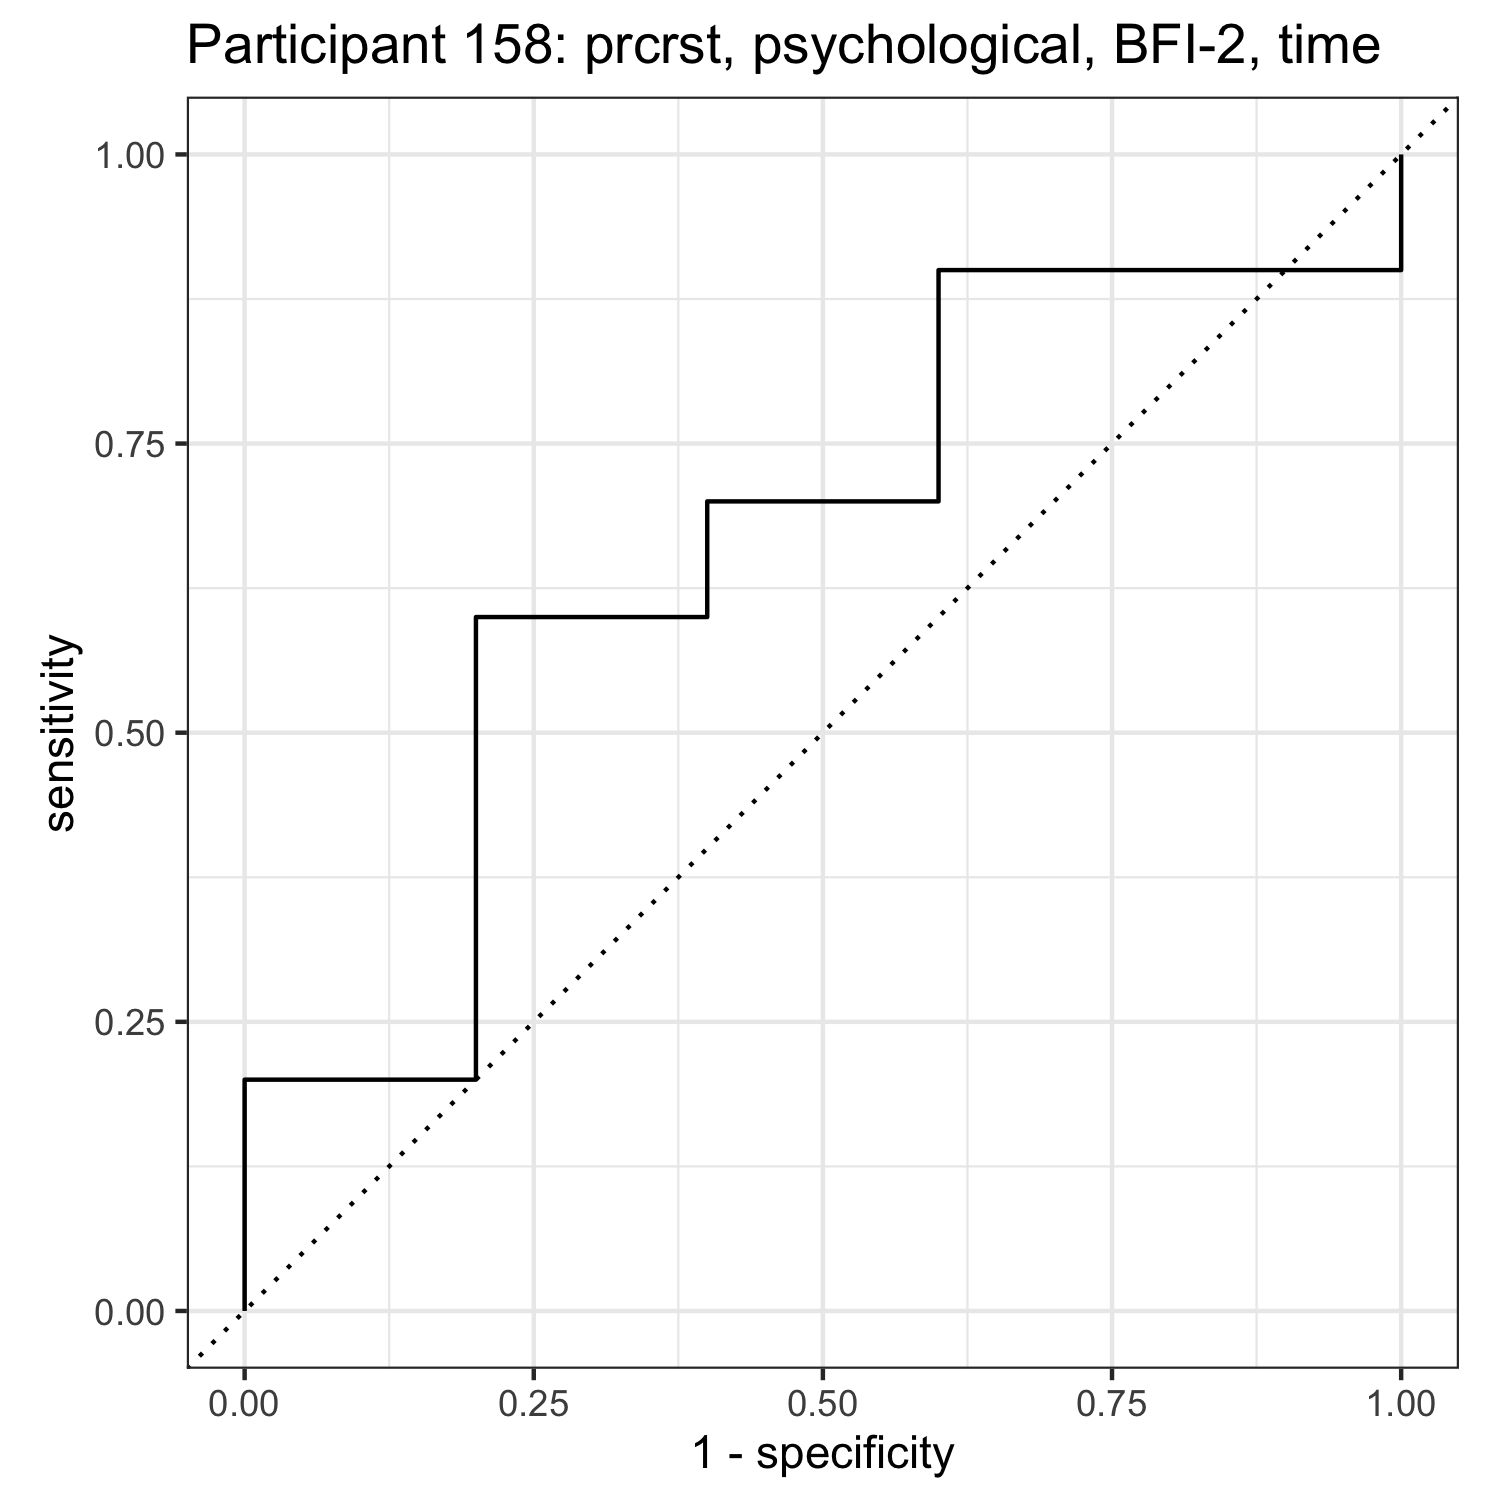 Participant 158: prcrst, psychological, BFI-2, time
1.00
0.75
0.50
0.25
0.00
sensitivity
0.00 0.25 0.50 0.75 1.00
1 - specificity